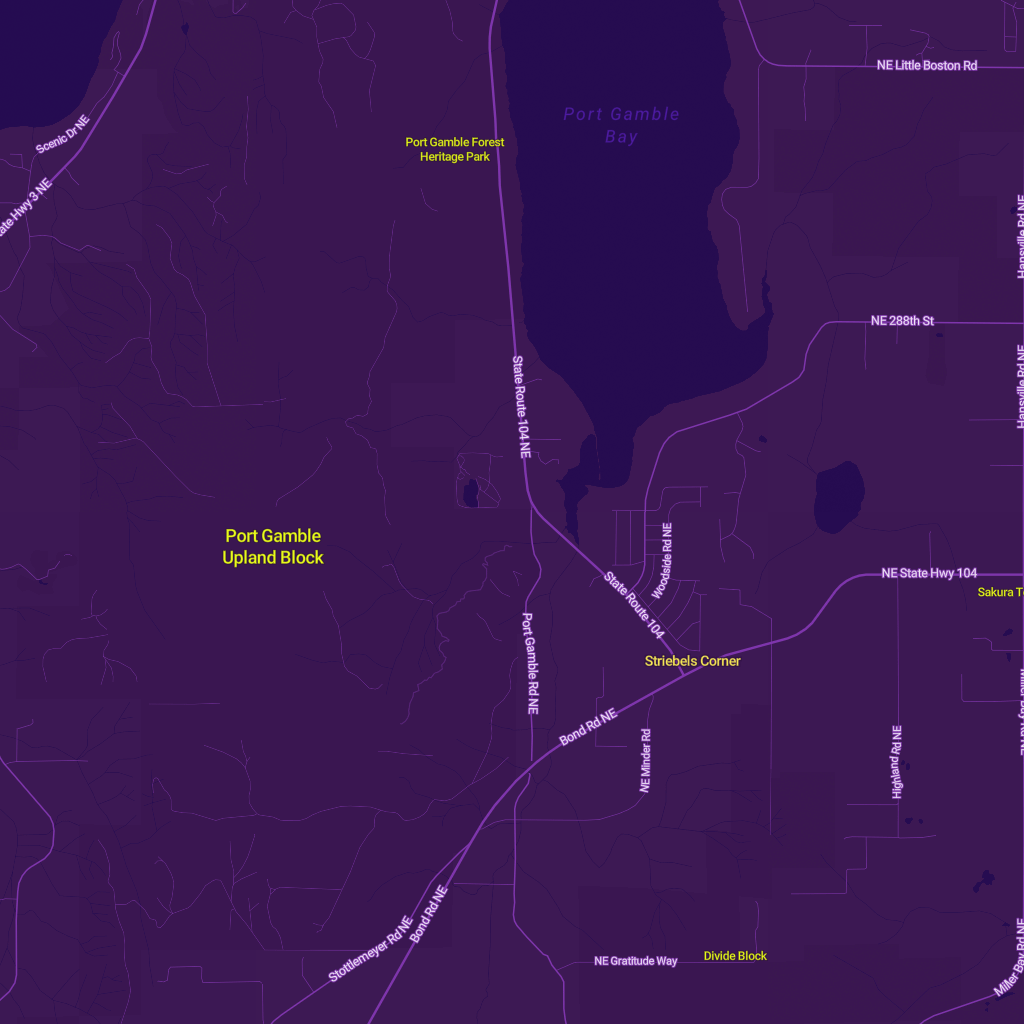 NE Little Boston Rd
Port Gamble
Bay
Scenic Dr NE
Port Gamble Forest
Heritage Park
Hwy 3 NE
Hansville Rd NE
NE 288th St
State Route 104 NE
Hansville Rd NE
Port Gamble
Upland Block
Woodside Rd NE
NE State Hwy 104
Sakura
State Route 104
Port Gamble Rd NE
Striebels Corner
Bond Rd NE
NE Minder Rd
Highland Rd NE
Bond Rd NE
Stottlemeyer Rd NE
NE Gratitude Way
Divide Block
Miller Bay Rd NE